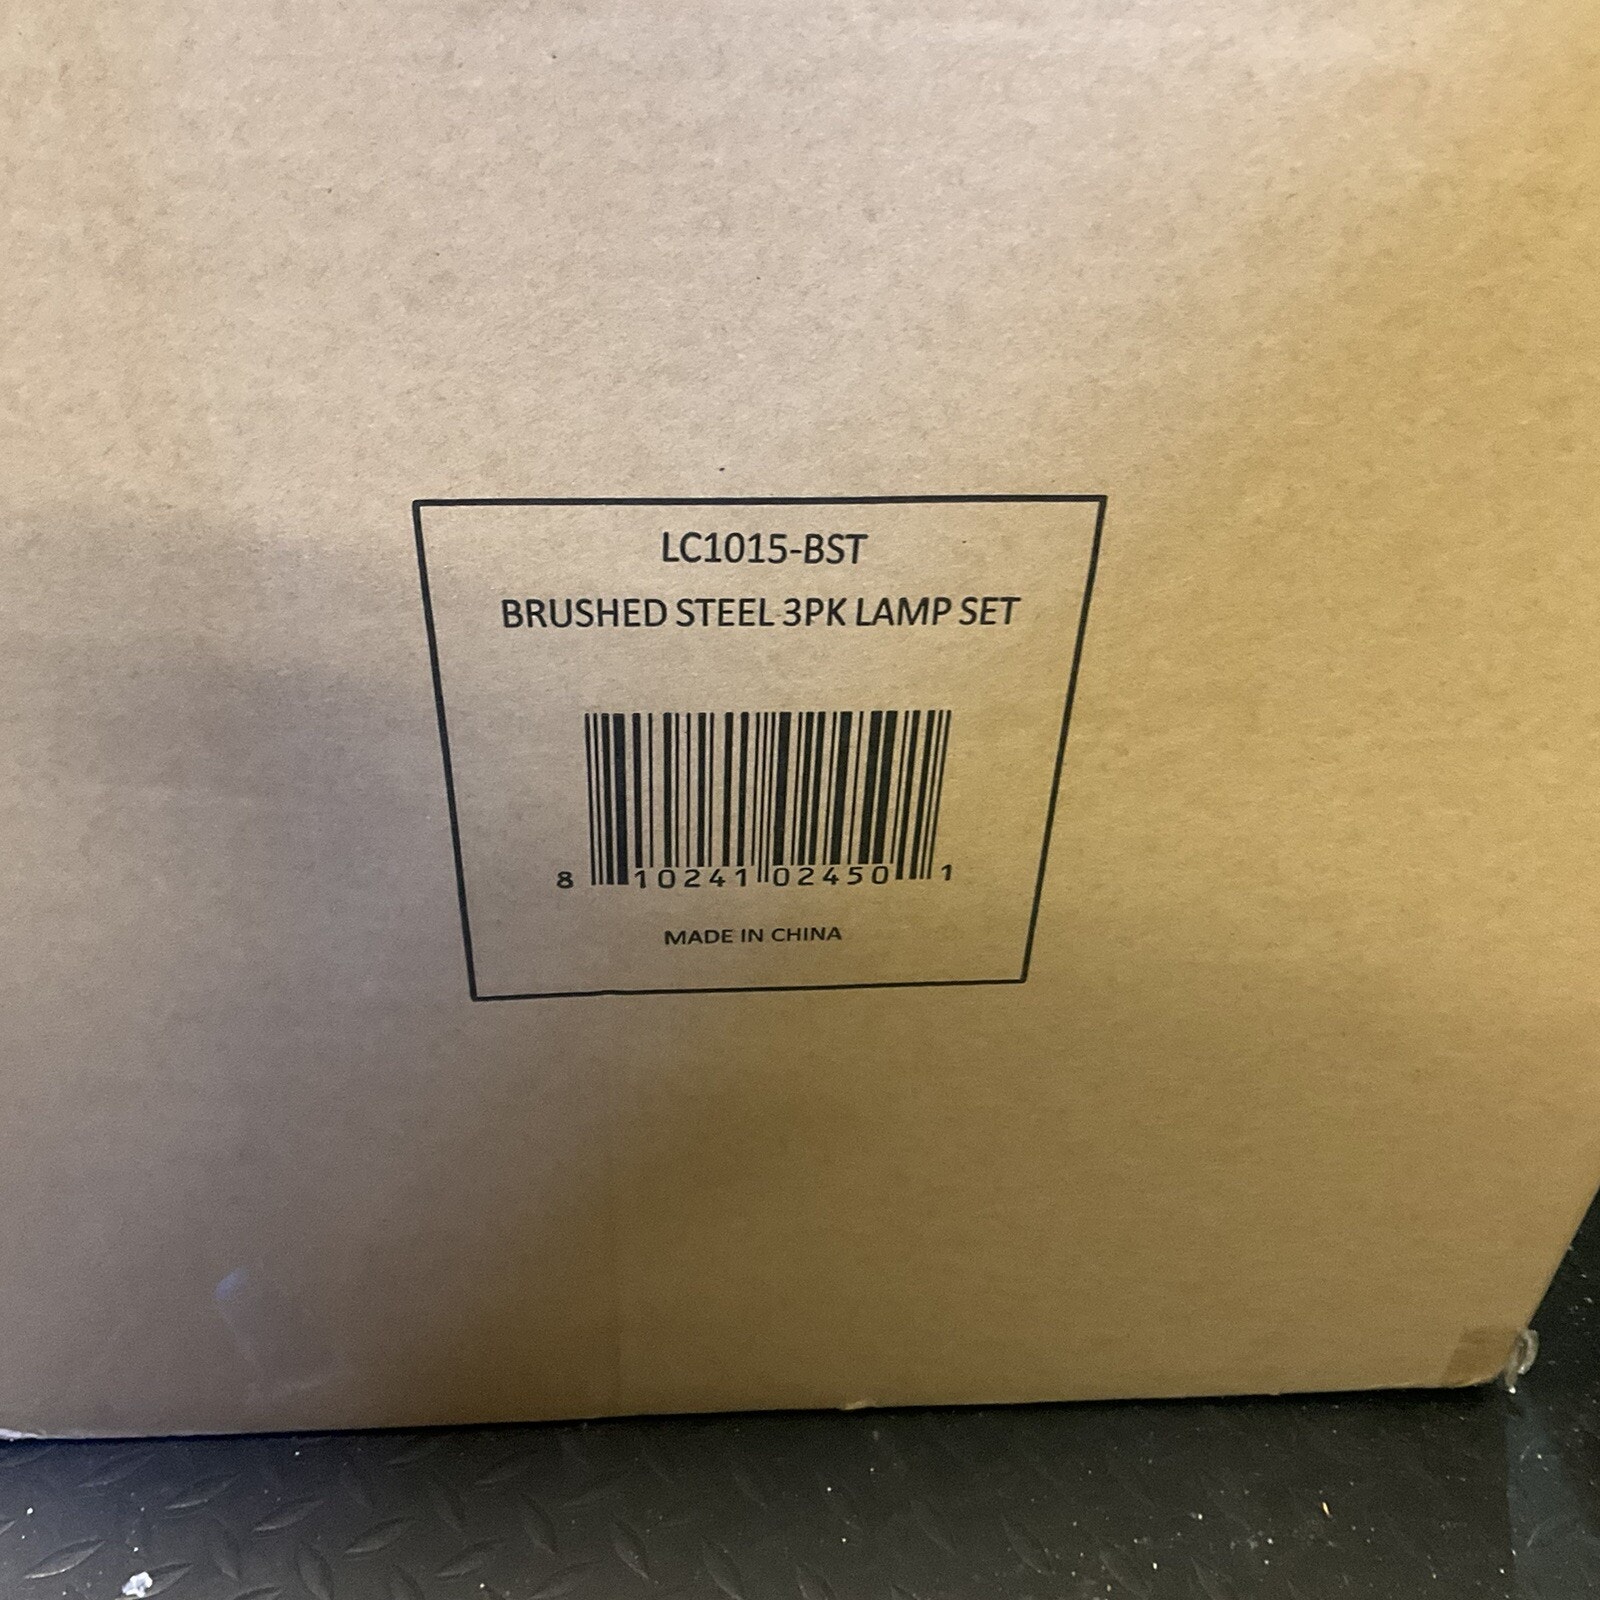 LC1015-BST
BRUSHED STEEL 3PK LAMP SET
8 10241 02450 1
MADE IN CHINA